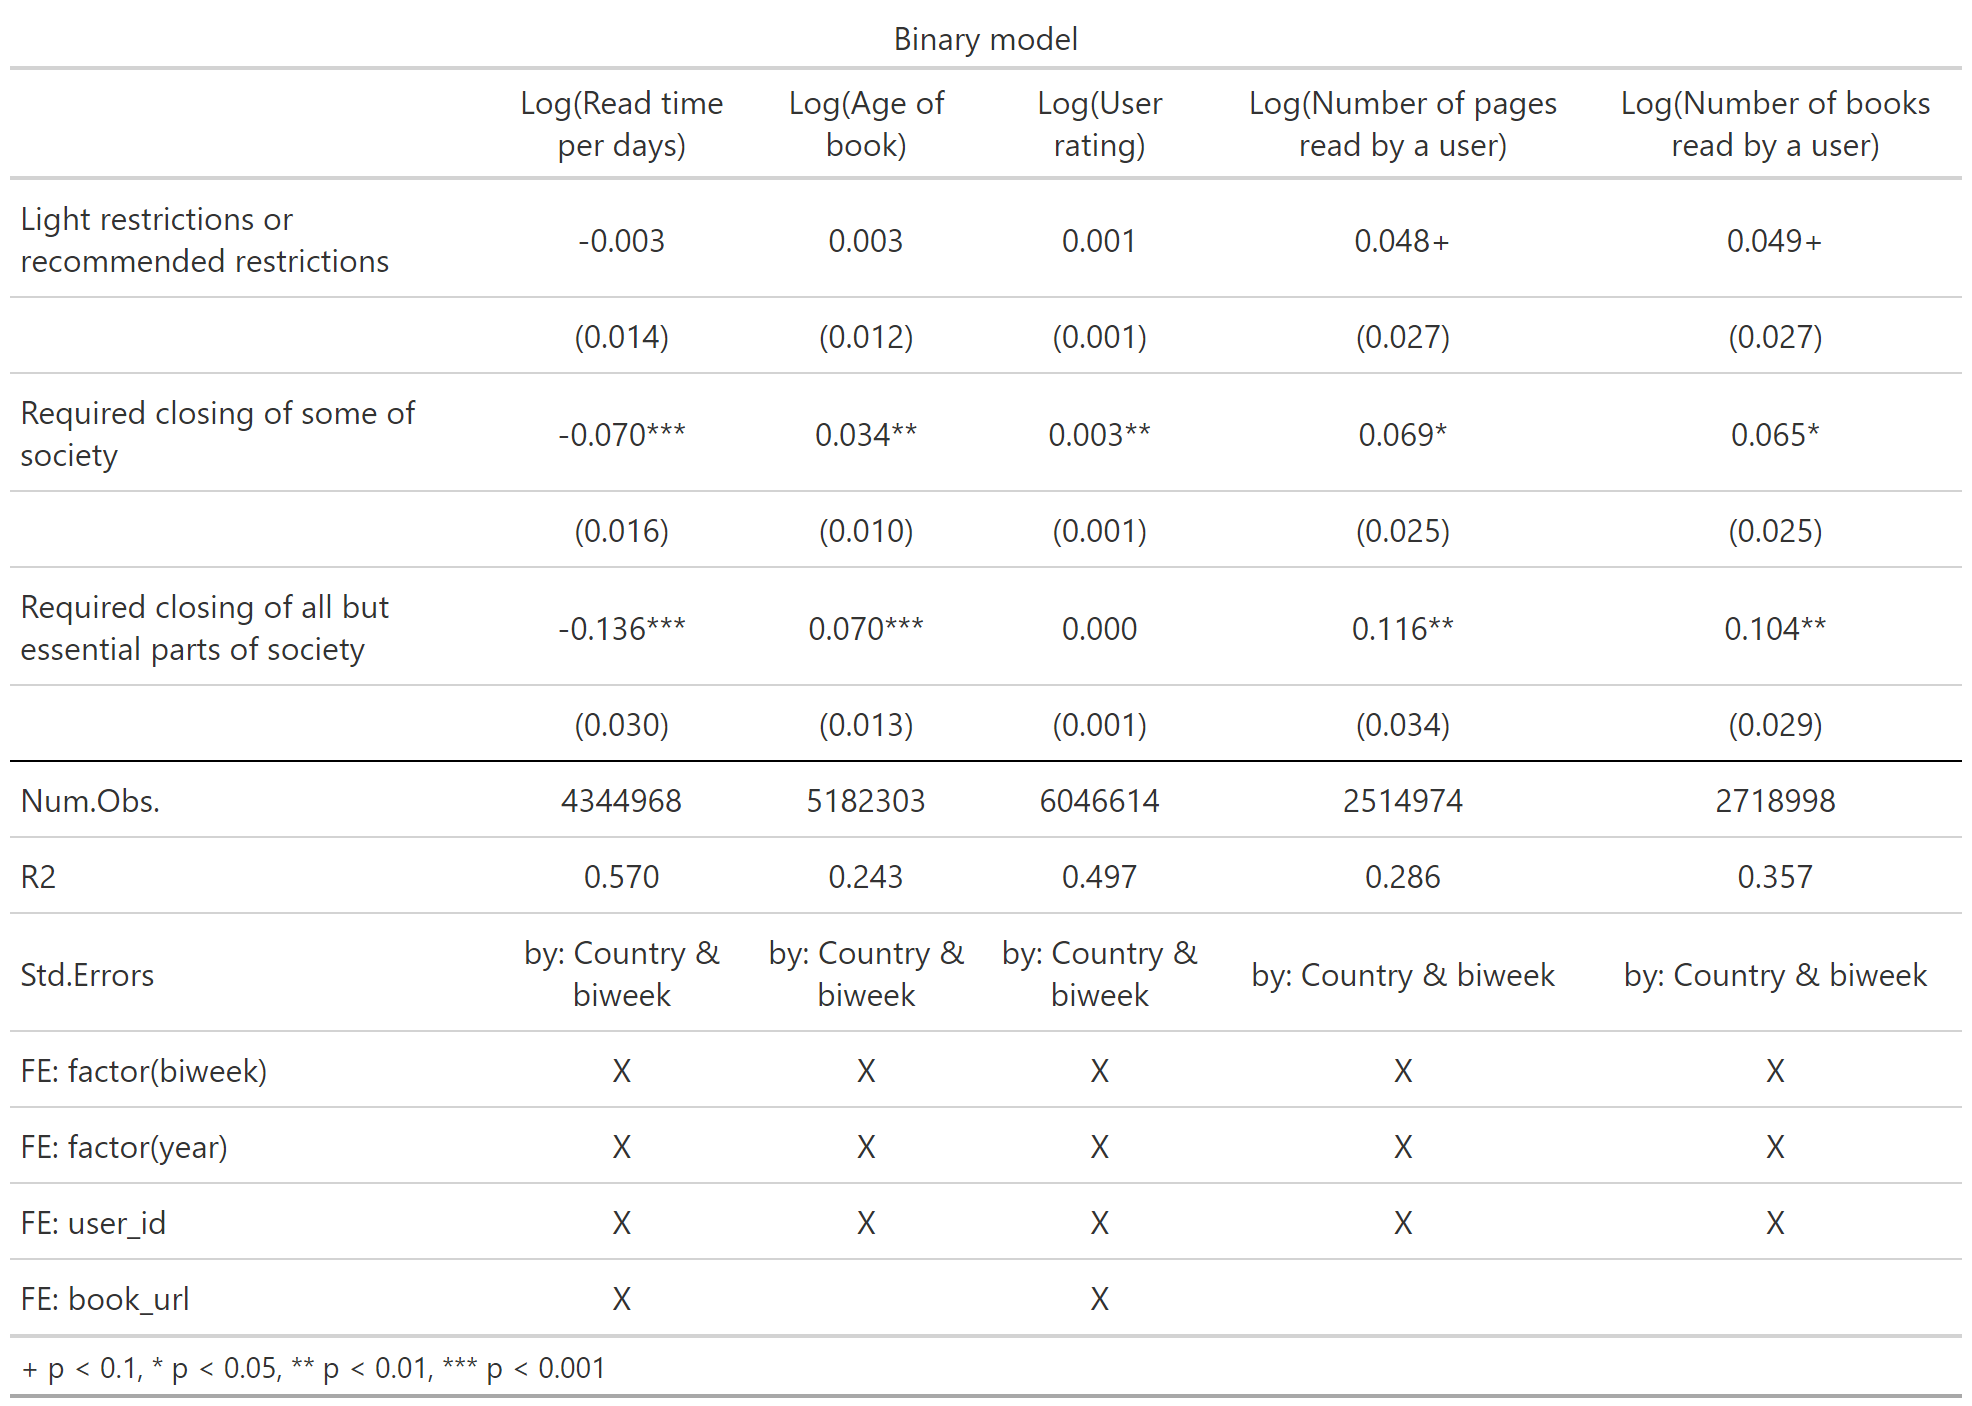 Binary model
Log(Read time per days) Log(Age of book) Log(User rating) Log(Number of pages read by a user) Log(Number of books read by a user)
Light restrictions or recommended restrictions -0.003 0.003 0.001 0.048+ 0.049+
(0.014) (0.012) (0.001) (0.027) (0.027)
Required closing of some of society -0.070*** 0.034** 0.003** 0.069* 0.065*
(0.016) (0.010) (0.001) (0.025) (0.025)
Required closing of all but essential parts of society -0.136*** 0.070*** 0.000 0.116** 0.104**
(0.030) (0.013) (0.001) (0.034) (0.029)
Num.Obs. 4344968 5182303 6046614 2514974 2718998
R2 0.570 0.243 0.497 0.286 0.357
Std.Errors by: Country & biweek by: Country & biweek by: Country & biweek by: Country & biweek by: Country & biweek
FE: factor(biweek) X X X X X
FE: factor(year) X X X X X
FE: user_id X X X X X
FE: book_url X X
+ p < 0.1, * p < 0.05, ** p < 0.01, *** p < 0.001